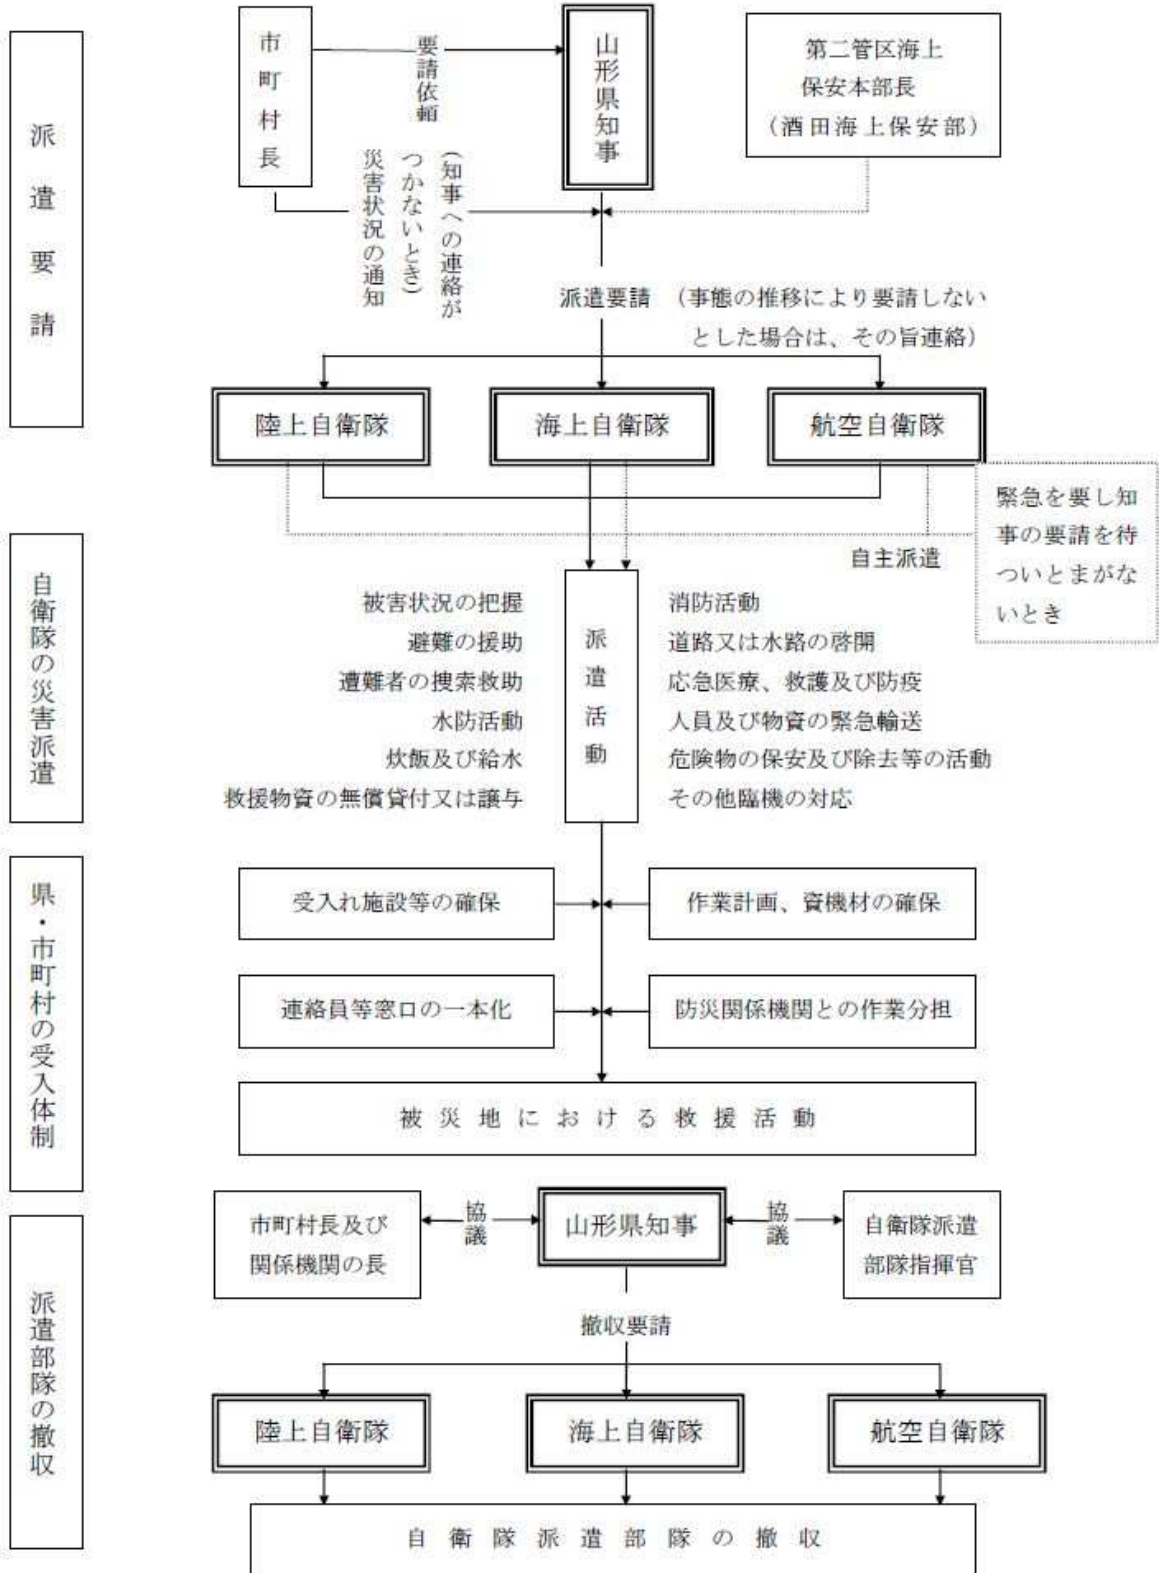 派遣要請
市町村長
要請依頼
山形県知事
第二管区海上
保安本部長
（酒田海上保安部）
（知事への連絡が
つかないとき）
災害状況の通知
派遣要請　（事態の推移により要請しない
とした場合は、その旨連絡）
陸上自衛隊
海上自衛隊
航空自衛隊
緊急を要し知
事の要請を待
ついとまがな
いとき
自主派遣
自衛隊の災害派遣
派遣活動
被害状況の把握
避難の援助
遭難者の捜索救助
水防活動
炊飯及び給水
救援物資の無償貸付又は譲与
消防活動
道路又は水路の啓開
応急医療、救護及び防疫
人員及び物資の緊急輸送
危険物の保安及び除去等の活動
その他臨機の対応
県・市町村の受入体制
受入れ施設等の確保
作業計画、資機材の確保
連絡員等窓口の一本化
防災関係機関との作業分担
被災地における救援活動
派遣部隊の撤収
市町村長及び
関係機関の長
協議
山形県知事
協議
自衛隊派遣
部隊指揮官
撤収要請
陸上自衛隊
海上自衛隊
航空自衛隊
自衛隊派遣部隊の撤収